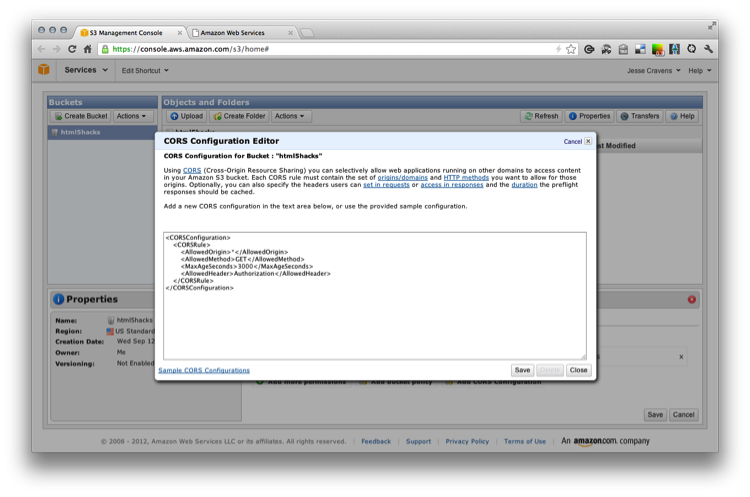 S3 Management Console
Amazon Web Services
https://console.aws.amazon.com/s3/home#
Services
Edit Shortcut
Jesse Cravens
Help
Buckets
Objects and Folders
Create Bucket
Actions
Upload
Create Folder
Actions
Refresh
Properties
Transfers
Help
html5hacks
html5hacks
st Modified
CORS Configuration Editor
Cancel
CORS Configuration for Bucket : "html5hacks"
Using CORS (Cross-Origin Resource Sharing) you can selectively allow web applications running on other domains to access content
in your Amazon S3 bucket. Each CORS rule must contain the set of origins/domains and HTTP methods you want to allow for those
origins. Optionally, you can also specify the headers users can set in requests or access in responses and the duration the preflight
responses should be cached.
Add a new CORS configuration in the text area below, or use the provided sample configuration.
<CORSConfiguration>
<CORSRule>
<AllowedOrigin>*</AllowedOrigin>
<AllowedMethod>GET</AllowedMethod>
<MaxAgeSeconds>3000</MaxAgeSeconds>
<AllowedHeader>Authorization</AllowedHeader>
</CORSRule>
</CORSConfiguration>
Sample CORS Configurations
Save
Delete
Close
Properties
Name: html5hacks
Region: US Standard
Creation Date: Wed Sep 12
Owner: Me
Versioning: Not Enabled
x
Add more permissions
Add bucket policy
Add CORS Configuration
Save
Cancel
© 2008 - 2012, Amazon Web Services LLC or its affiliates. All rights reserved. | Feedback | Support | Privacy Policy | Terms of Use | An amazon.com. company